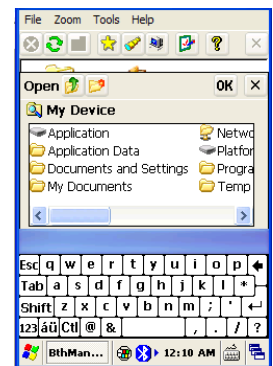 File Zoom Tools Help
Open OK
My Device
Application Netwo
Application Data Platfor
Documents and Settings Progra
My Documents Temp
Esc q w e r t y u i o p
Tab a s d f g h j k l * -
Shift z x c v b n m ; '
123 áü Ctl @ & , . / ?
BthMan... 12:10 AM